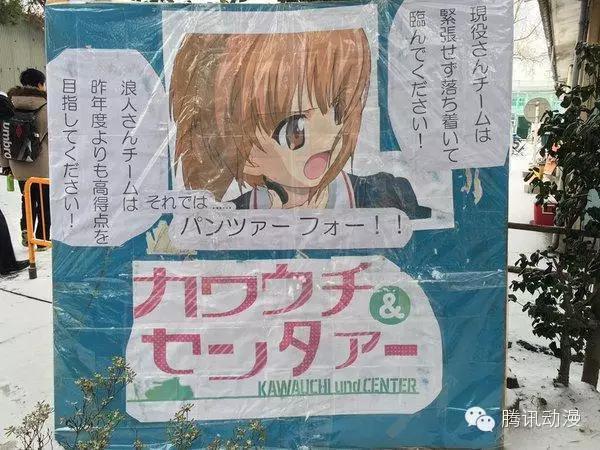 現役さんチームは
緊張せず落ち着いて
臨んでください！
浪人さんチームは
昨年度よりも高得点を
目指してください！
それでは……
パンツァー フォー！！
カワウチ
&
センタァー
KAWAUCHI und CENTER
umbro
腾讯动漫